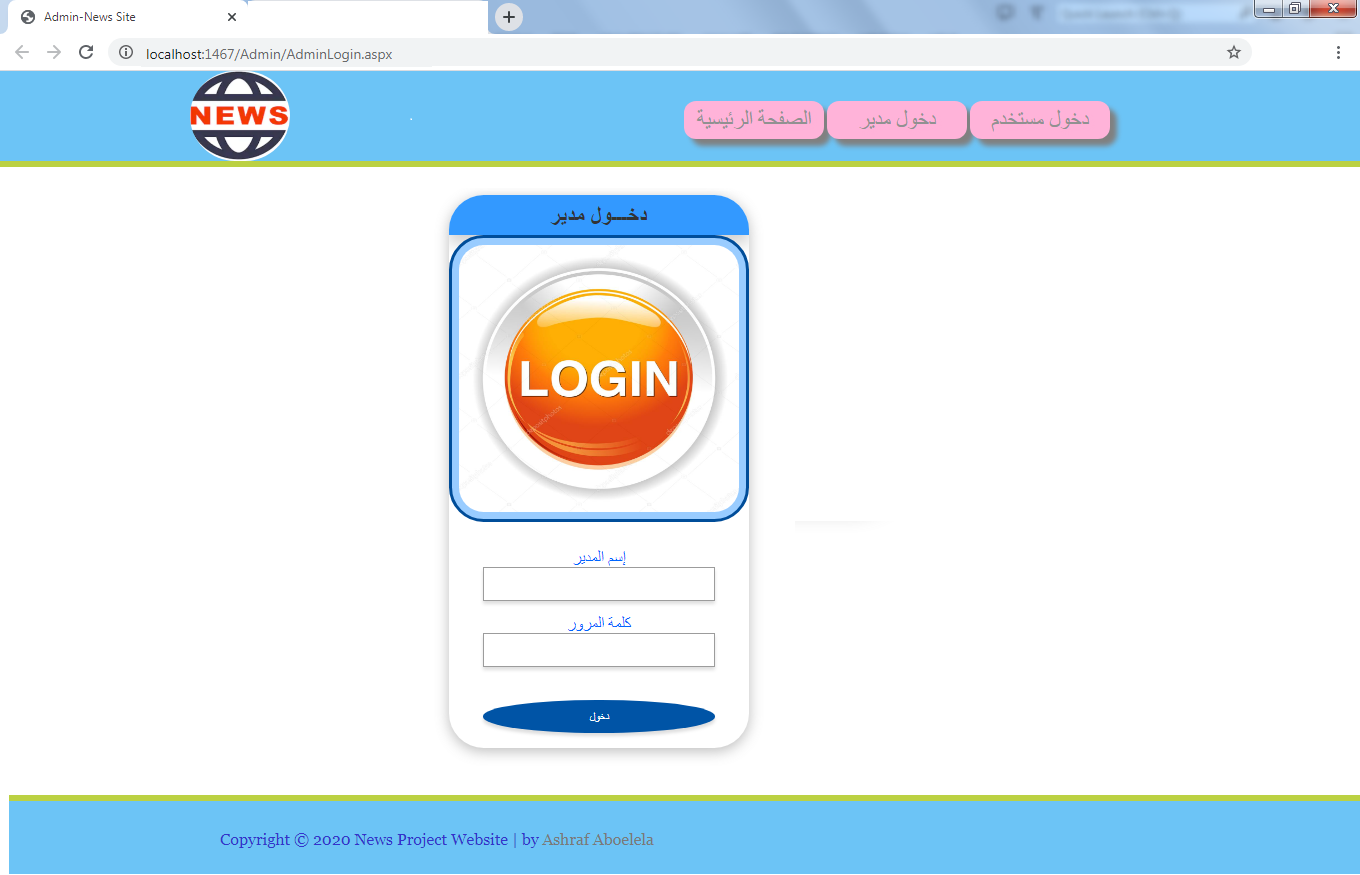 Admin-News Site
localhost:1467/Admin/AdminLogin.aspx
NEWS
دخول مستخدم
دخول مدير
الصفحة الرئيسية
دخـــول مدير
LOGIN
إسم المدير
كلمة المرور
دخول
Copyright © 2020 News Project Website | by Ashraf Aboelela